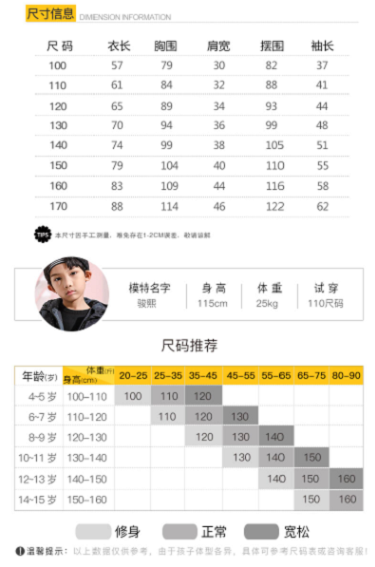 尺寸信息 DIMENSION INFORMATION
尺码 衣长 胸围 肩宽 摆围 袖长
100 57 79 30 82 37
110 61 84 32 88 41
120 65 89 34 93 44
130 70 94 36 99 48
140 74 99 38 105 51
150 79 104 40 110 55
160 83 109 44 116 58
170 88 114 46 122 62
TIPS 本尺寸因手工测量，难免存在1-2CM误差，敬请谅解
模特名字 身高 体重 试穿
骏熙 115cm 25kg 110尺码
尺码推荐
年龄(岁) 体重(斤) 身高(cm) 20-25 25-35 35-45 45-55 55-65 65-75 80-90
4-5岁 100-110 100 110 120
6-7岁 110-120 110 120 130
8-9岁 120-130 120 130 140
10-11岁 130-140 130 140 150
12-13岁 140-150 140 150 160
14-15岁 150-160 150 160
修身 正常 宽松
温馨提示：以上数据仅供参考，由于孩子体型各异，具体可参考尺码表或咨询客服！